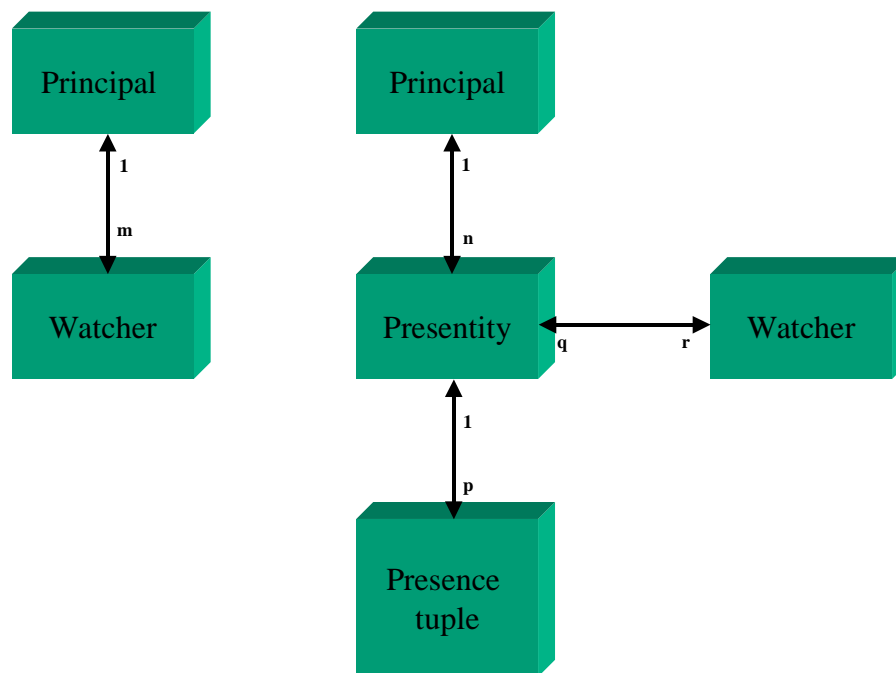 Principal
Principal
1
1
m
n
Watcher
Presentity
q
r
Watcher
1
p
Presence
tuple